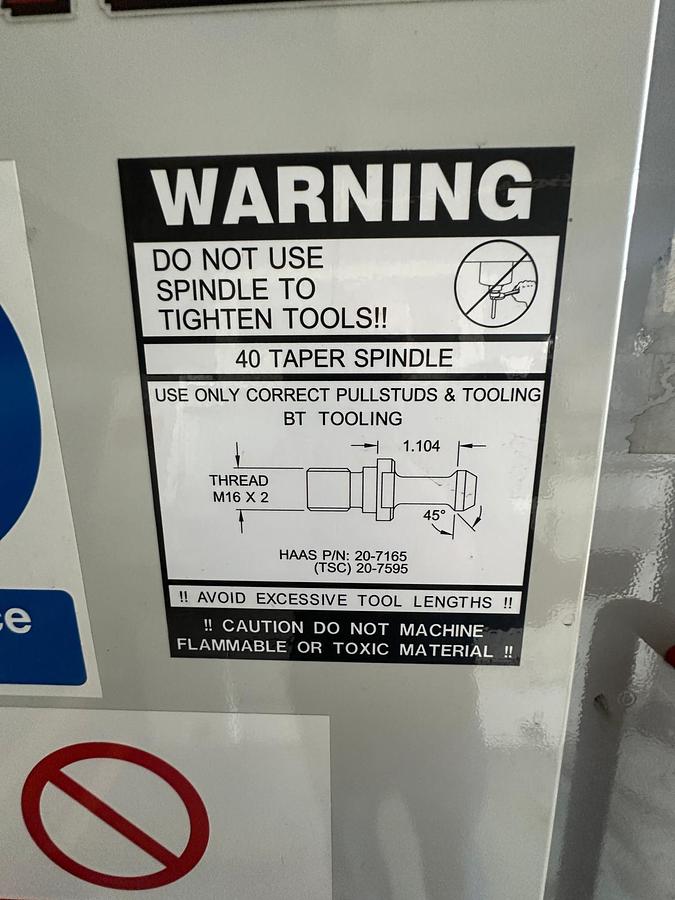 WARNING
DO NOT USE
SPINDLE TO
TIGHTEN TOOLS!!
40 TAPER SPINDLE
USE ONLY CORRECT PULLSTUDS & TOOLING
BT TOOLING
1.104
THREAD
M16 X 2
45°
HAAS P/N: 20-7165
(TSC) 20-7595
!! AVOID EXCESSIVE TOOL LENGTHS !!
!! CAUTION DO NOT MACHINE
FLAMMABLE OR TOXIC MATERIAL !!
ce